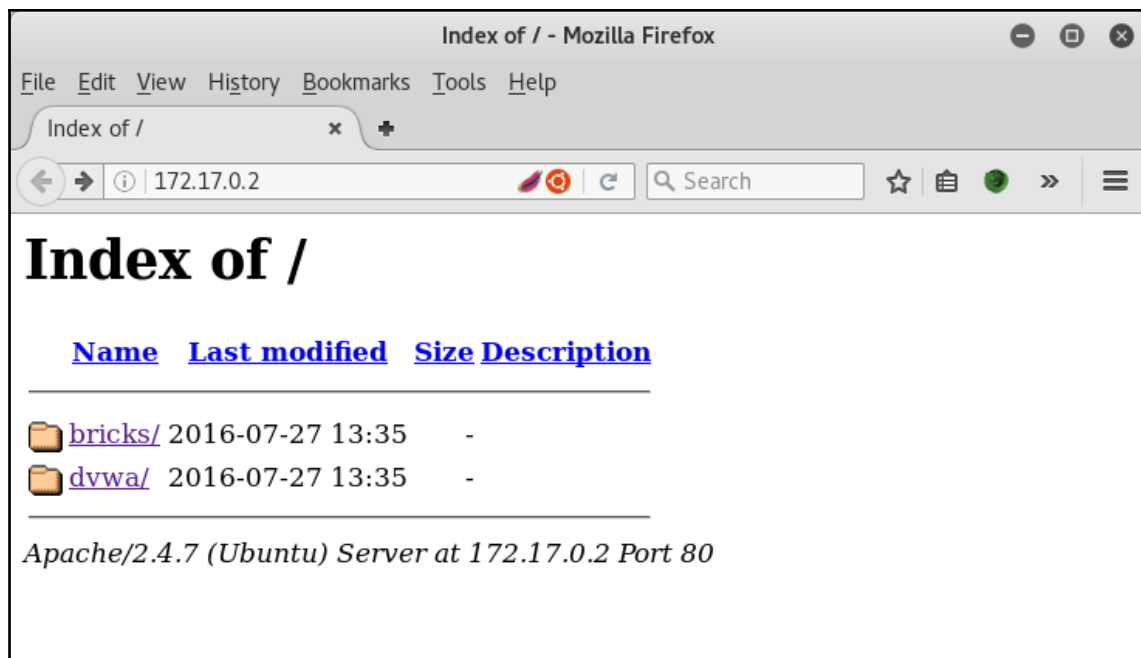 Index of / - Mozilla Firefox
File Edit View History Bookmarks Tools Help
Index of /
172.17.0.2 Search
Index of /
Name Last modified Size Description
bricks/ 2016-07-27 13:35 -
dvwa/ 2016-07-27 13:35 -
Apache/2.4.7 (Ubuntu) Server at 172.17.0.2 Port 80